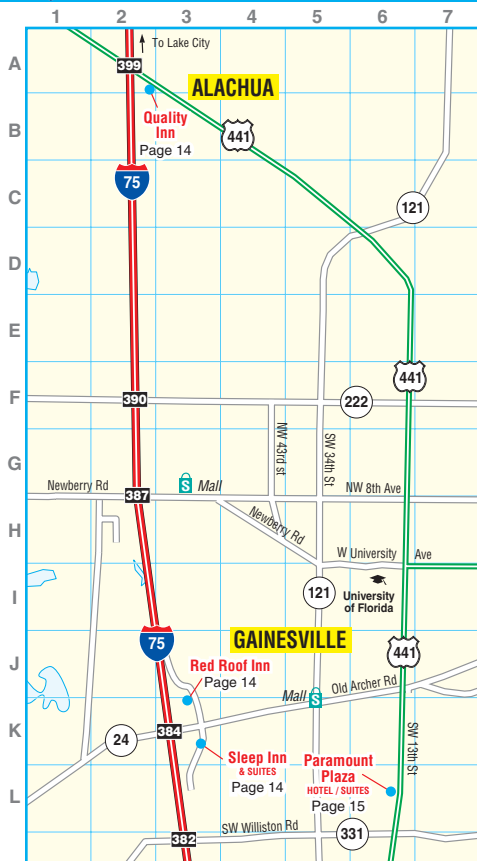 1 2 3 4 5 6 7
A
B
C
D
E
F
G
H
I
J
K
L
To Lake City
399
ALACHUA
Quality
Inn
Page 14
441
75
121
441
390
222
NW 43rd st
SW 34th St
Mall
S
Newberry Rd
387
NW 8th Ave
Newberry Rd
W University Ave
121
University
of Florida
75
GAINESVILLE
441
Red Roof Inn
Page 14
Mall
S
Old Archer Rd
24
384
SW 13th St
Sleep Inn
& SUITES
Page 14
Paramount
Plaza
HOTEL / SUITES
Page 15
SW Williston Rd
382
331